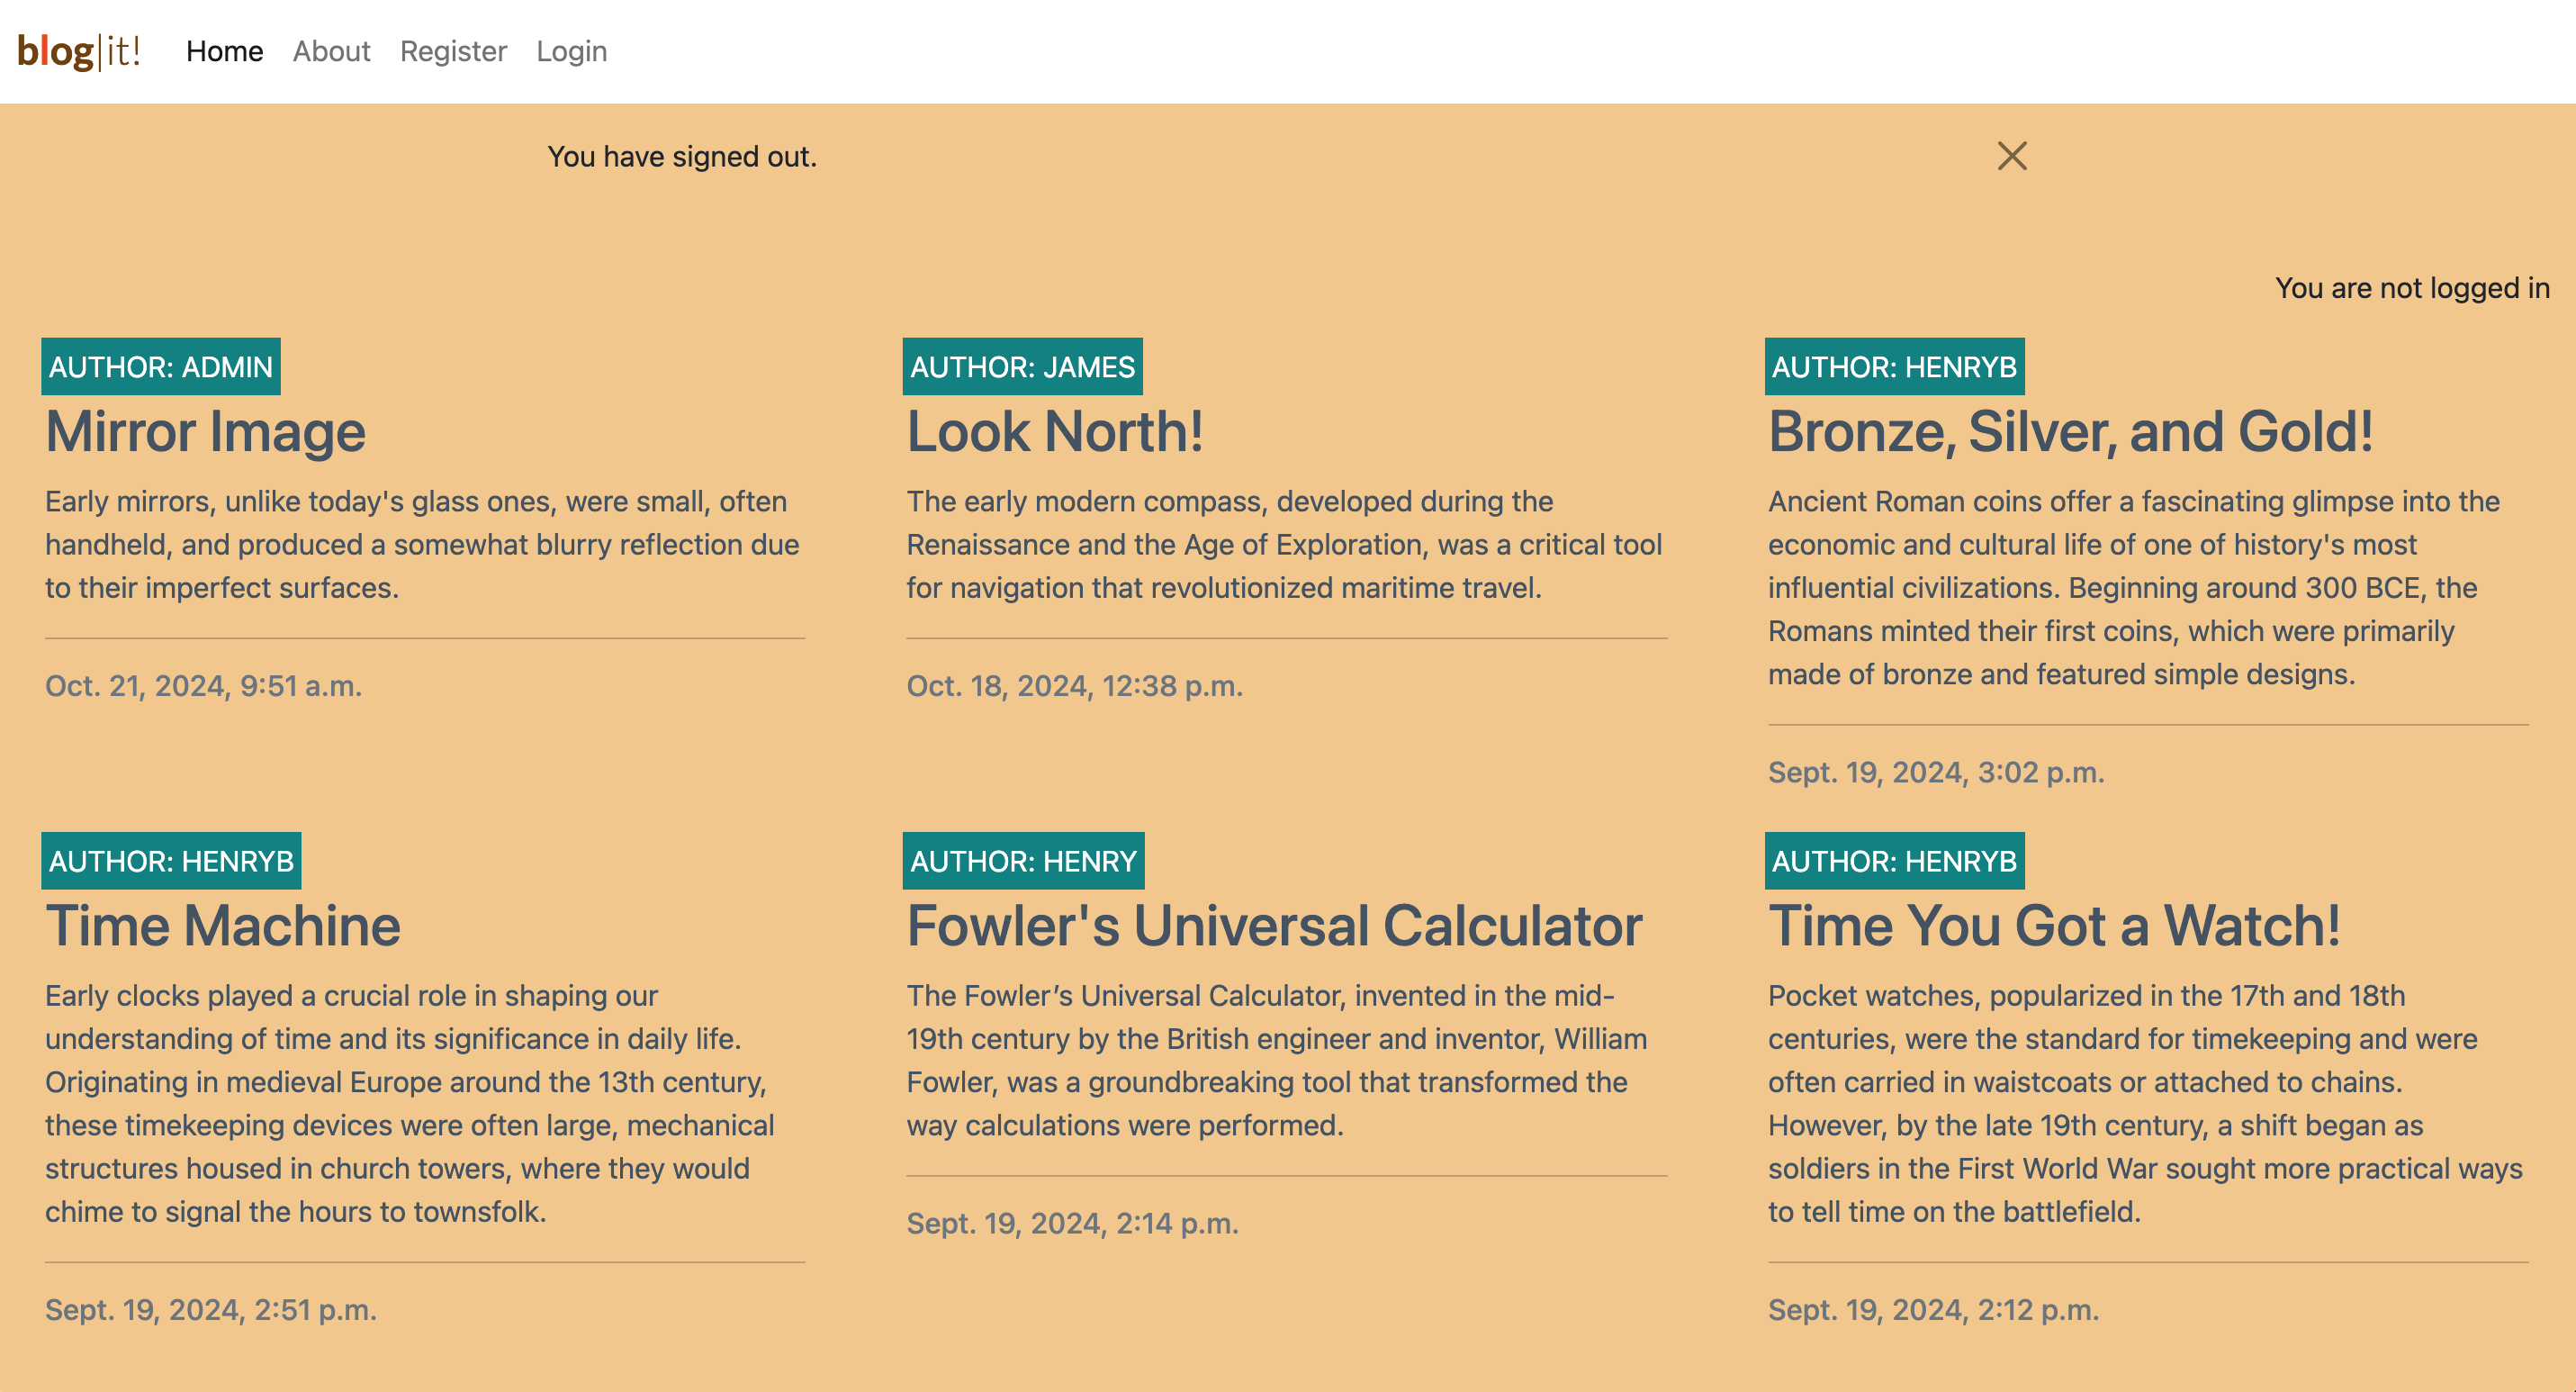 blog|it! Home About Register Login
You have signed out.
You are not logged in
AUTHOR: ADMIN
Mirror Image
Early mirrors, unlike today's glass ones, were small, often
handheld, and produced a somewhat blurry reflection due
to their imperfect surfaces.
Oct. 21, 2024, 9:51 a.m.
AUTHOR: JAMES
Look North!
The early modern compass, developed during the
Renaissance and the Age of Exploration, was a critical tool
for navigation that revolutionized maritime travel.
Oct. 18, 2024, 12:38 p.m.
AUTHOR: HENRYB
Bronze, Silver, and Gold!
Ancient Roman coins offer a fascinating glimpse into the
economic and cultural life of one of history's most
influential civilizations. Beginning around 300 BCE, the
Romans minted their first coins, which were primarily
made of bronze and featured simple designs.
Sept. 19, 2024, 3:02 p.m.
AUTHOR: HENRYB
Time Machine
Early clocks played a crucial role in shaping our
understanding of time and its significance in daily life.
Originating in medieval Europe around the 13th century,
these timekeeping devices were often large, mechanical
structures housed in church towers, where they would
chime to signal the hours to townsfolk.
Sept. 19, 2024, 2:51 p.m.
AUTHOR: HENRY
Fowler's Universal Calculator
The Fowler’s Universal Calculator, invented in the mid-
19th century by the British engineer and inventor, William
Fowler, was a groundbreaking tool that transformed the
way calculations were performed.
Sept. 19, 2024, 2:14 p.m.
AUTHOR: HENRYB
Time You Got a Watch!
Pocket watches, popularized in the 17th and 18th
centuries, were the standard for timekeeping and were
often carried in waistcoats or attached to chains.
However, by the late 19th century, a shift began as
soldiers in the First World War sought more practical ways
to tell time on the battlefield.
Sept. 19, 2024, 2:12 p.m.